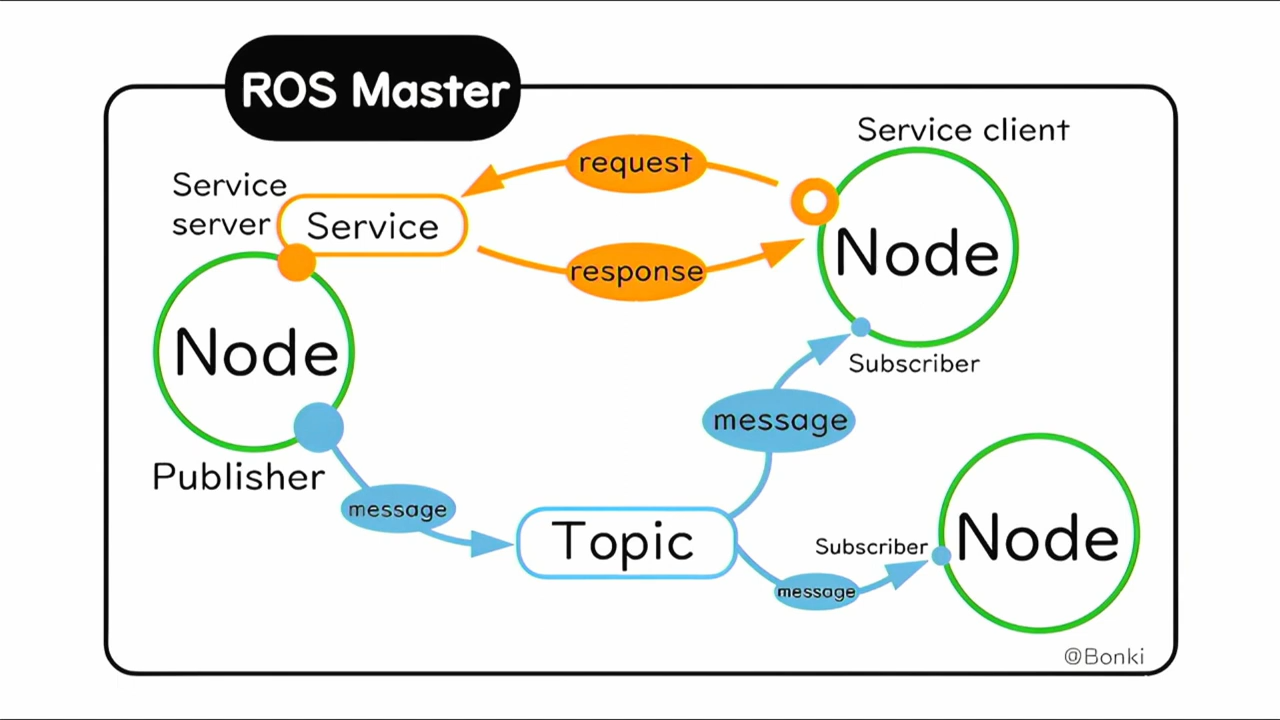 ROS Master
Service client
request
Service
server
Service
Node
response
Node
Subscriber
message
Publisher
message
Topic
Subscriber
Node
message
@Bonki